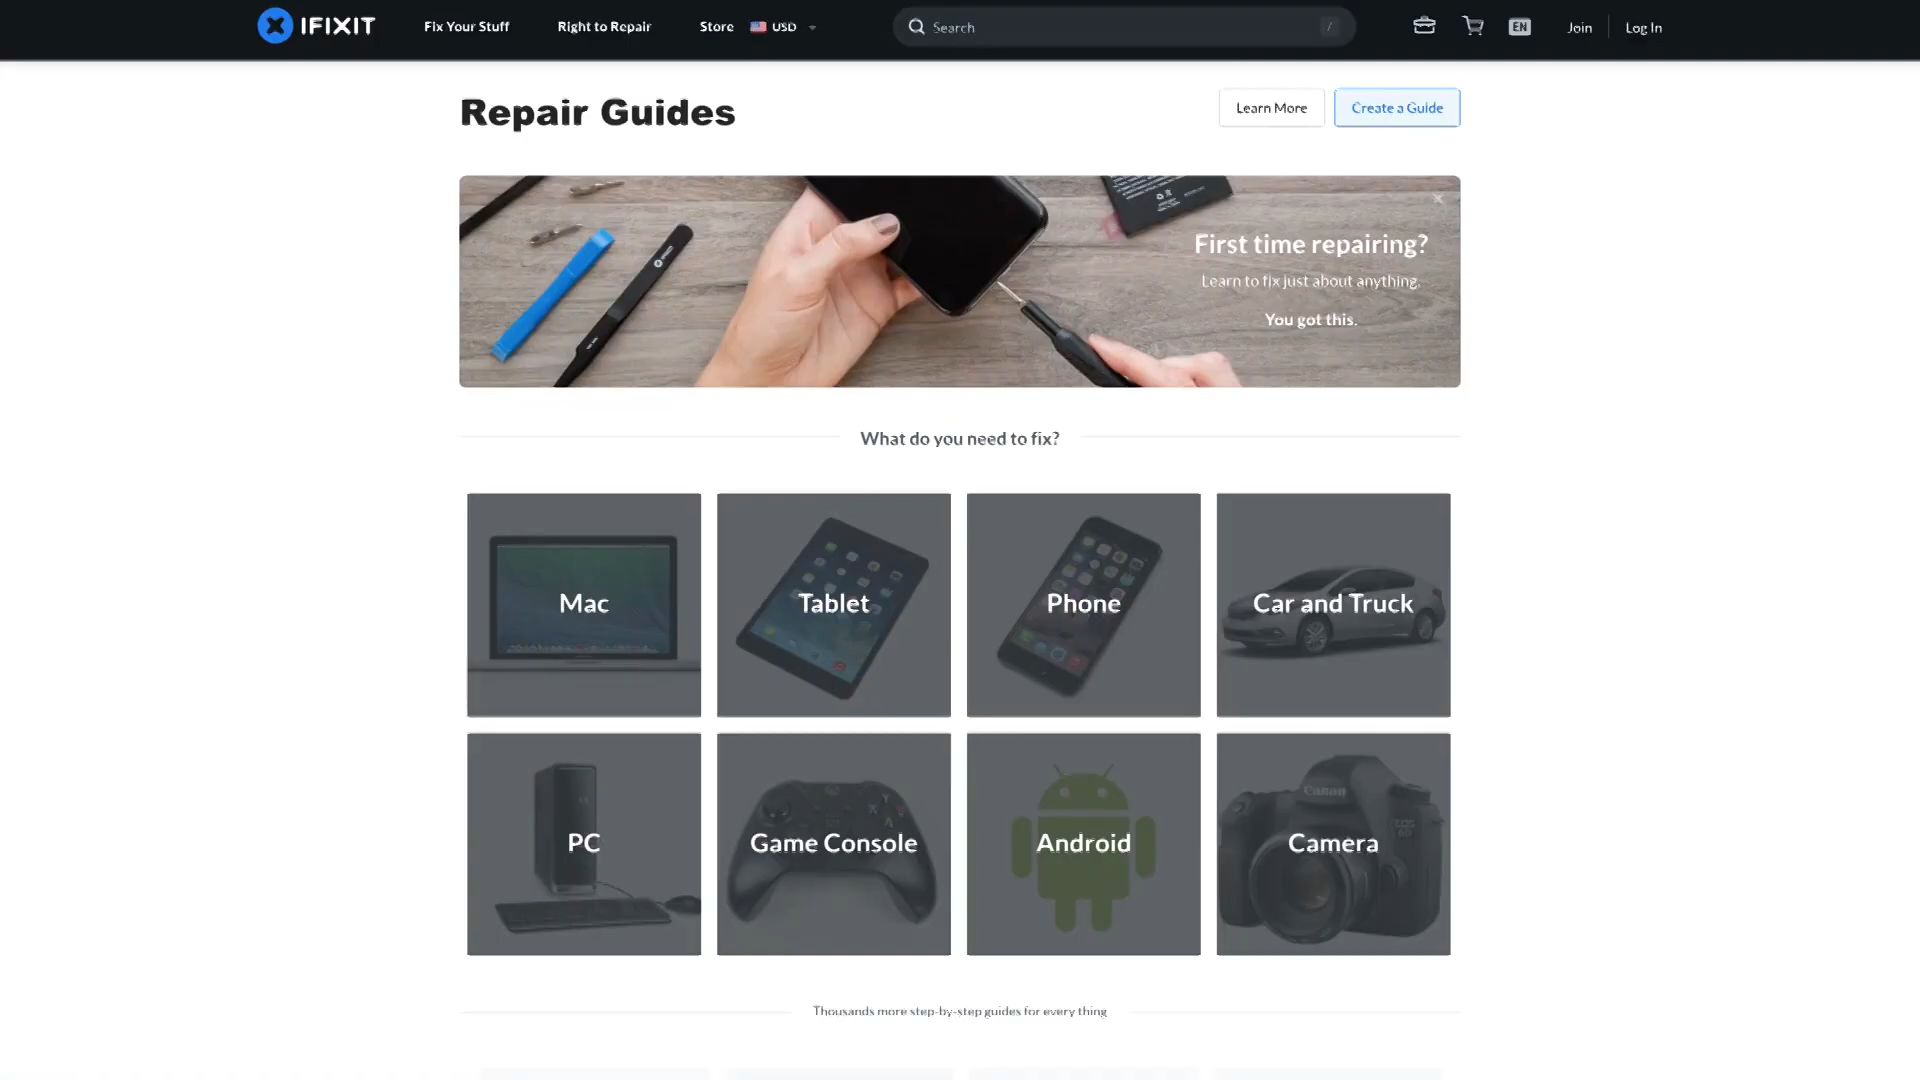 IFIXIT
Fix Your Stuff
Right to Repair
Store
USD
Search
/
EN
Join
Log In
Repair Guides
Learn More
Create a Guide
First time repairing?
Learn to fix just about anything.
You got this.
What do you need to fix?
Mac
Tablet
Phone
Car and Truck
PC
Game Console
Android
Canon
Camera
Thousands more step-by-step guides for every thing